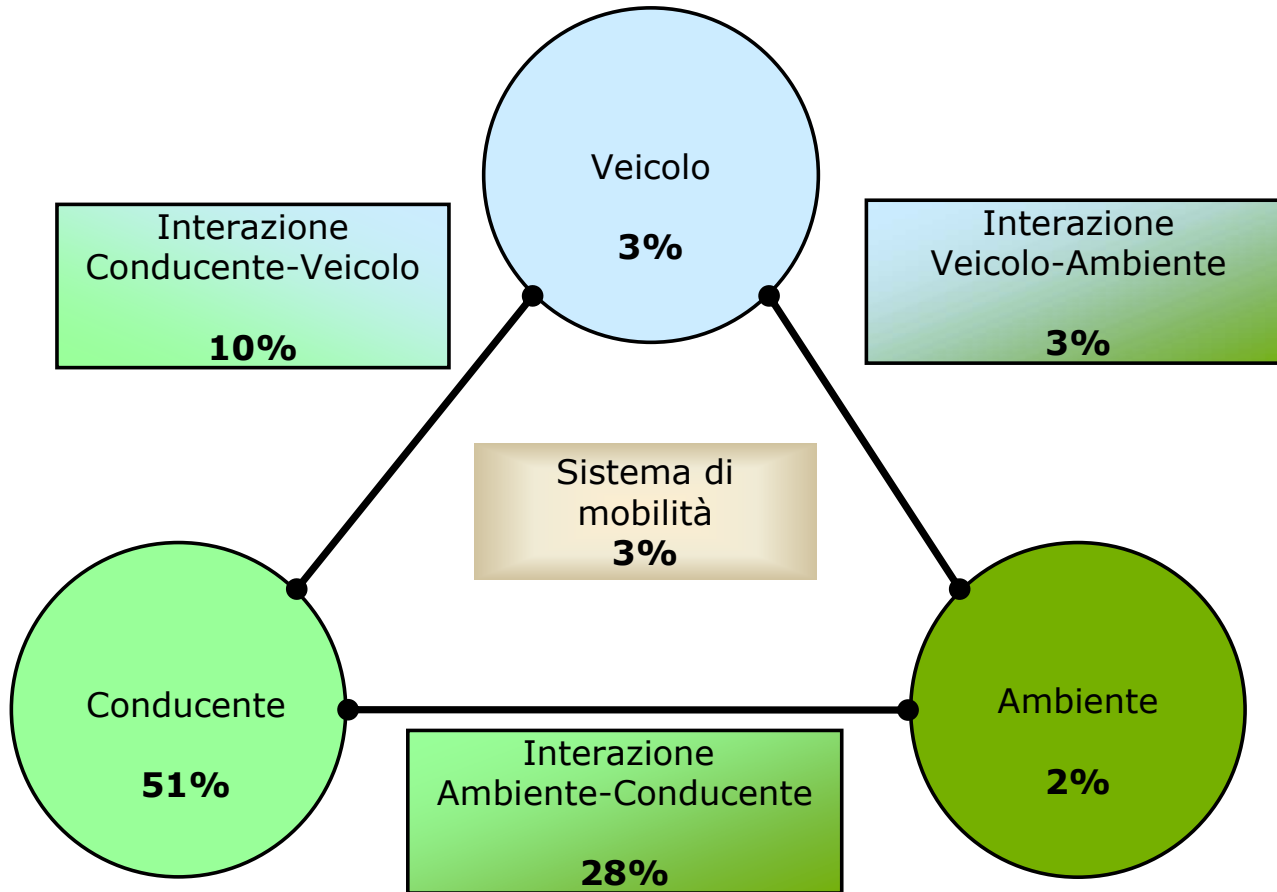 Veicolo
3%
Interazione
Conducente-Veicolo
10%
Interazione
Veicolo-Ambiente
3%
Sistema di
mobilità
3%
Conducente
51%
Ambiente
2%
Interazione
Ambiente-Conducente
28%